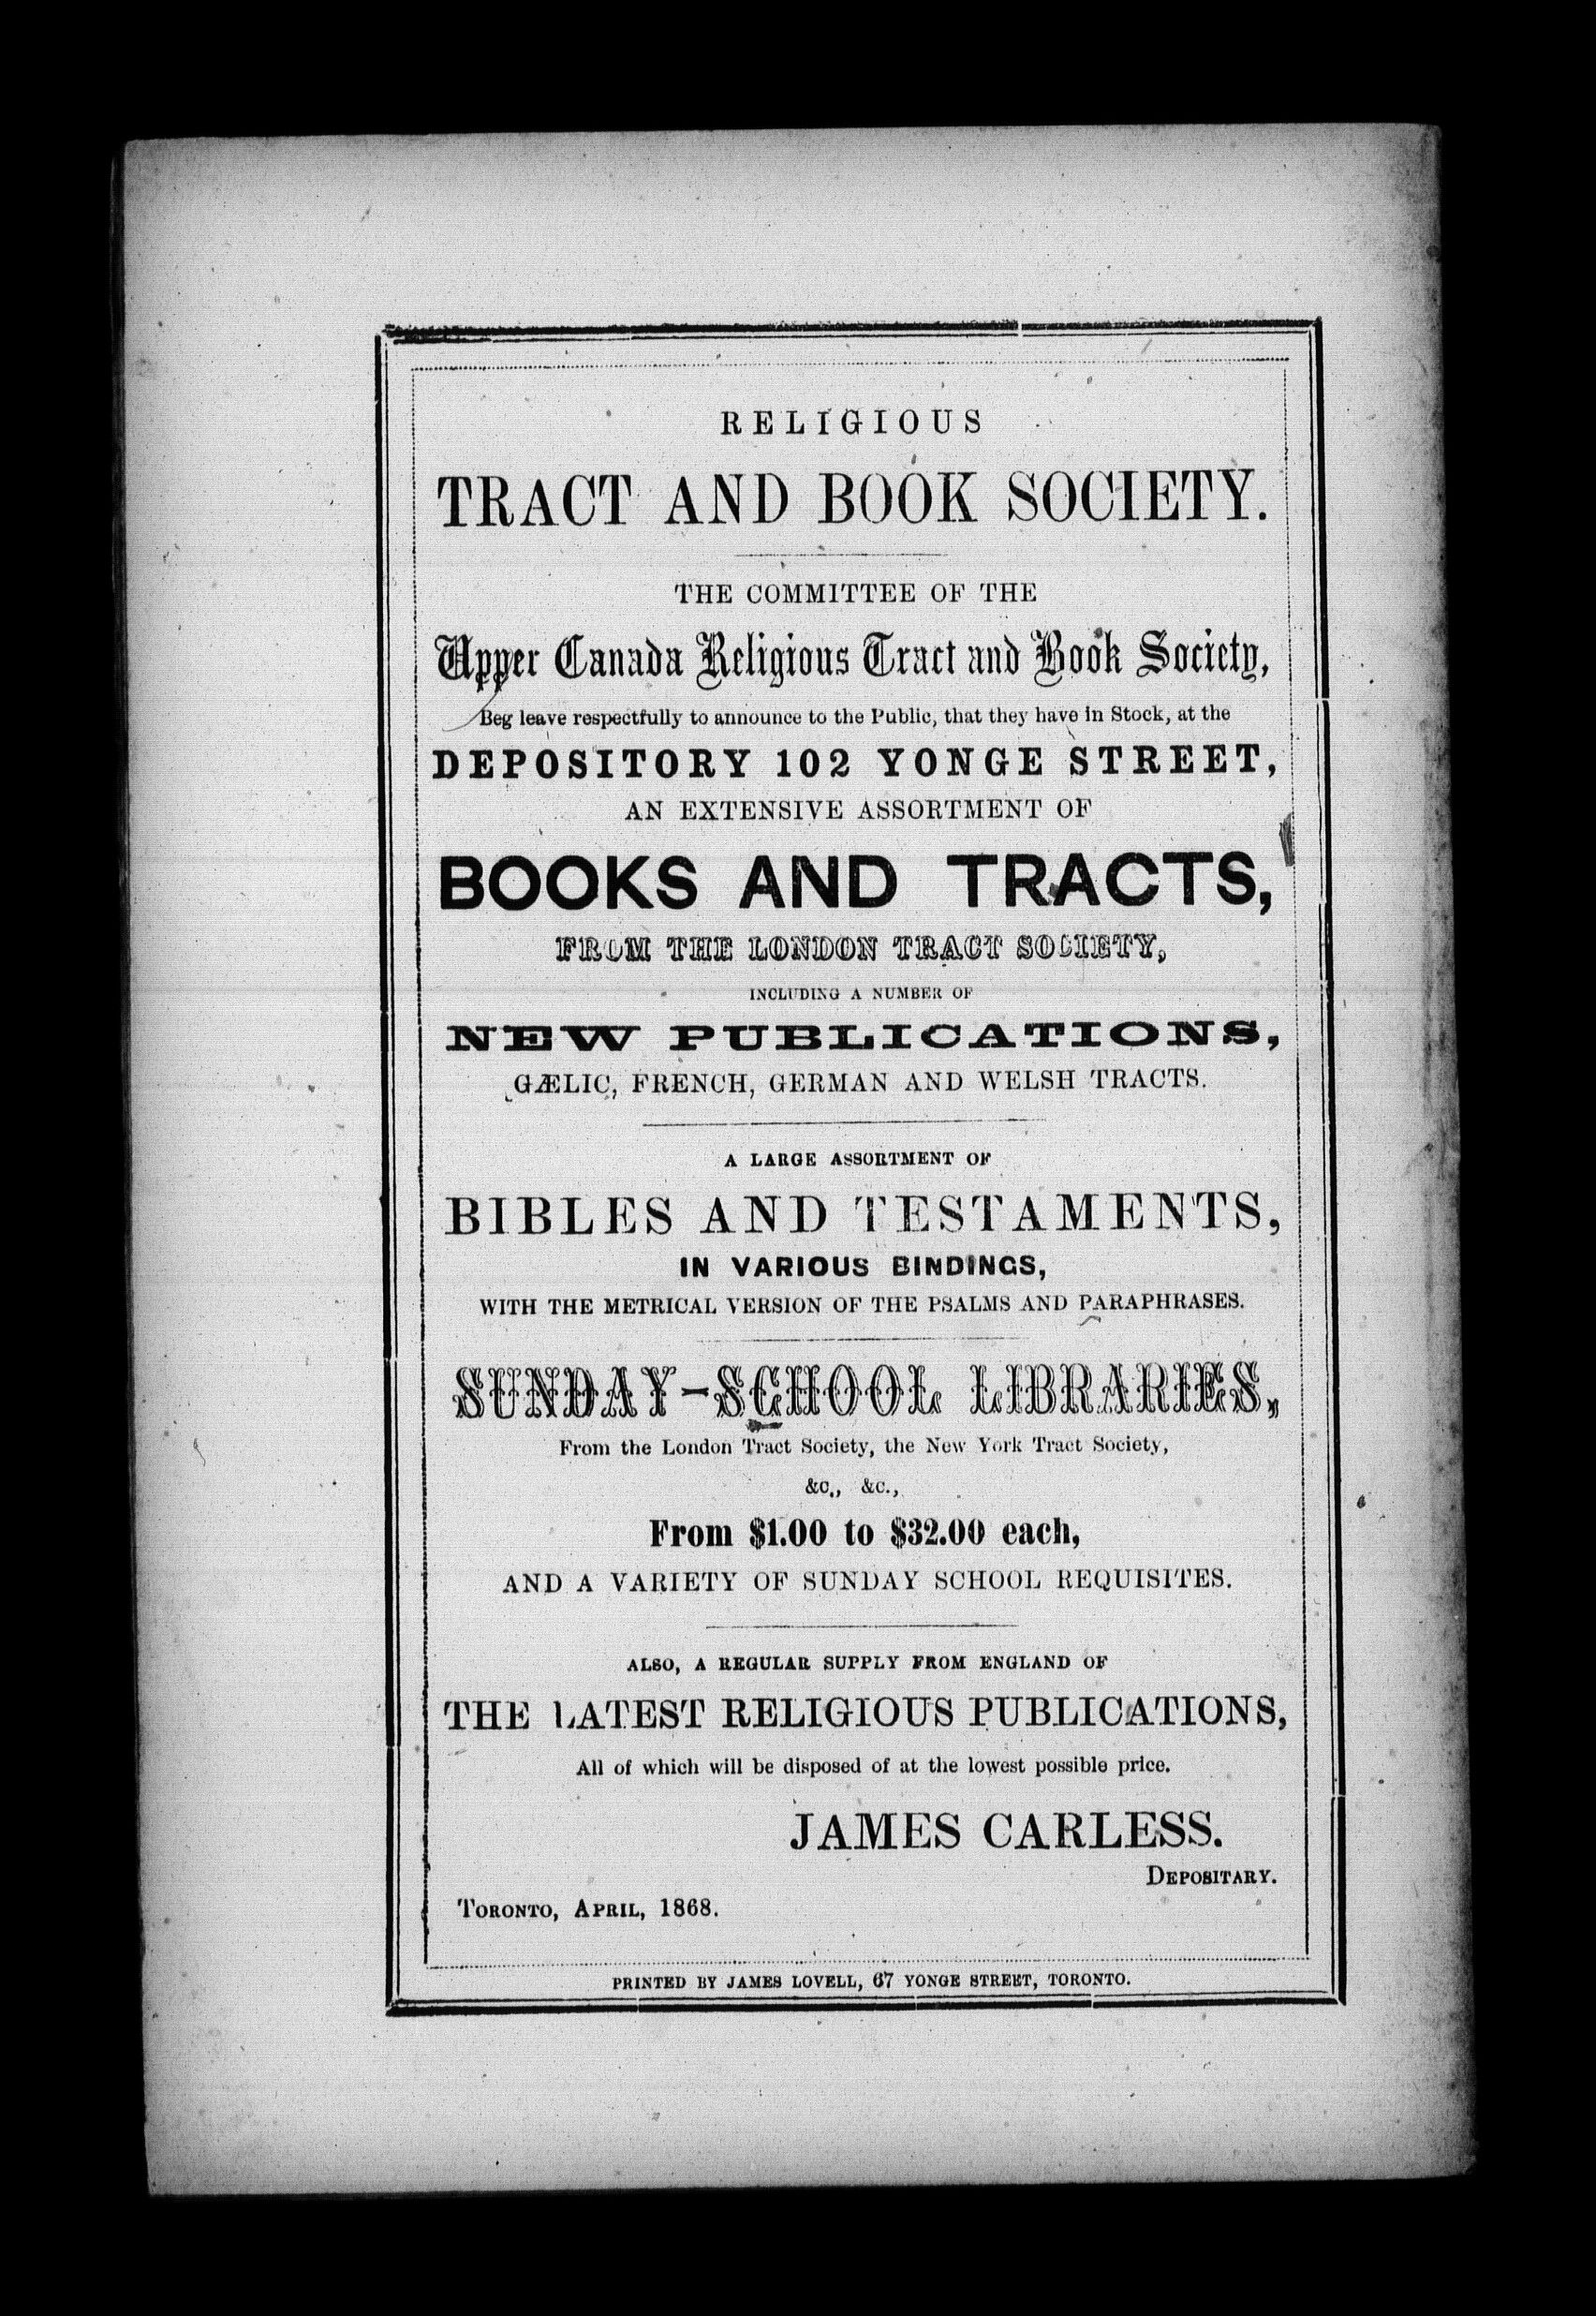 RELIGIOUS
TRACT AND BOOK SOCIETY.
THE COMMITTEE OF THE
Upper Canada Religious Tract and Book Society,
Beg leave respectfully to announce to the Public, that they have in Stock, at the
DEPOSITORY 102 YONGE STREET,
AN EXTENSIVE ASSORTMENT OF
BOOKS AND TRACTS,
FROM THE LONDON TRACT SOCIETY,
INCLUDING A NUMBER OF
NEW PUBLICATIONS,
GÆLIC, FRENCH, GERMAN AND WELSH TRACTS.
A LARGE ASSORTMENT OF
BIBLES AND TESTAMENTS,
IN VARIOUS BINDINGS,
WITH THE METRICAL VERSION OF THE PSALMS AND PARAPHRASES.
SUNDAY-SCHOOL LIBRARIES,
From the London Tract Society, the New York Tract Society,
&c., &c.,
From $1.00 to $32.00 each,
AND A VARIETY OF SUNDAY SCHOOL REQUISITES.
ALSO, A REGULAR SUPPLY FROM ENGLAND OF
THE LATEST RELIGIOUS PUBLICATIONS,
All of which will be disposed of at the lowest possible price.
JAMES CARLESS.
DEPOSITARY.
TORONTO, APRIL, 1868.
PRINTED BY JAMES LOVELL, 67 YONGE STREET, TORONTO.